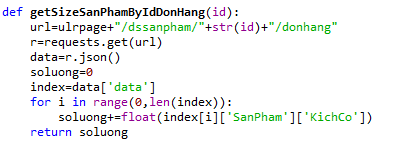 def getSizeSanPhamByIdDonHang(id):
    url=ulrpage+"/dssanpham/"+str(id)+"/donhang"
    r=requests.get(url)
    data=r.json()
    soluong=0
    index=data['data']
    for i in range(0,len(index)):
        soluong+=float(index[i]['SanPham']['KichCo'])
    return soluong